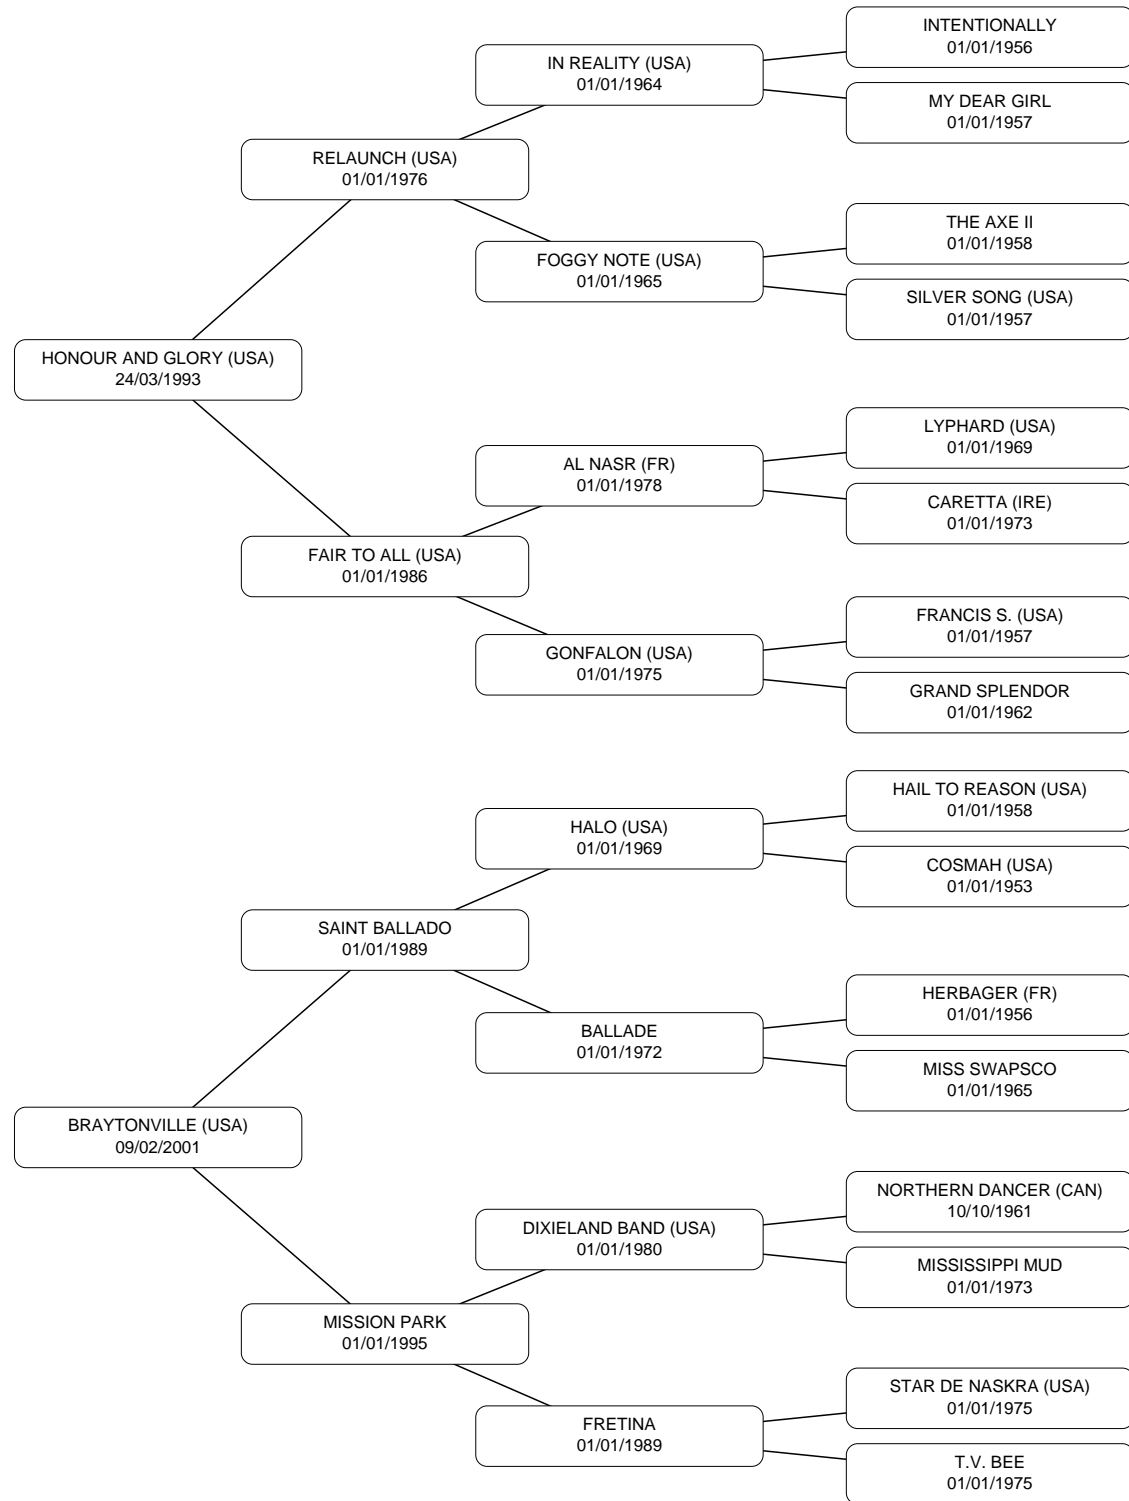 INTENTIONALLY
01/01/1956
IN REALITY (USA)
01/01/1964
MY DEAR GIRL
01/01/1957
RELAUNCH (USA)
01/01/1976
THE AXE II
01/01/1958
FOGGY NOTE (USA)
01/01/1965
SILVER SONG (USA)
01/01/1957
HONOUR AND GLORY (USA)
24/03/1993
LYPHARD (USA)
01/01/1969
AL NASR (FR)
01/01/1978
CARETTA (IRE)
01/01/1973
FAIR TO ALL (USA)
01/01/1986
FRANCIS S. (USA)
01/01/1957
GONFALON (USA)
01/01/1975
GRAND SPLENDOR
01/01/1962
HAIL TO REASON (USA)
01/01/1958
HALO (USA)
01/01/1969
COSMAH (USA)
01/01/1953
SAINT BALLADO
01/01/1989
HERBAGER (FR)
01/01/1956
BALLADE
01/01/1972
MISS SWAPSCO
01/01/1965
BRAYTONVILLE (USA)
09/02/2001
NORTHERN DANCER (CAN)
10/10/1961
DIXIELAND BAND (USA)
01/01/1980
MISSISSIPPI MUD
01/01/1973
MISSION PARK
01/01/1995
STAR DE NASKRA (USA)
01/01/1975
FRETINA
01/01/1989
T.V. BEE
01/01/1975